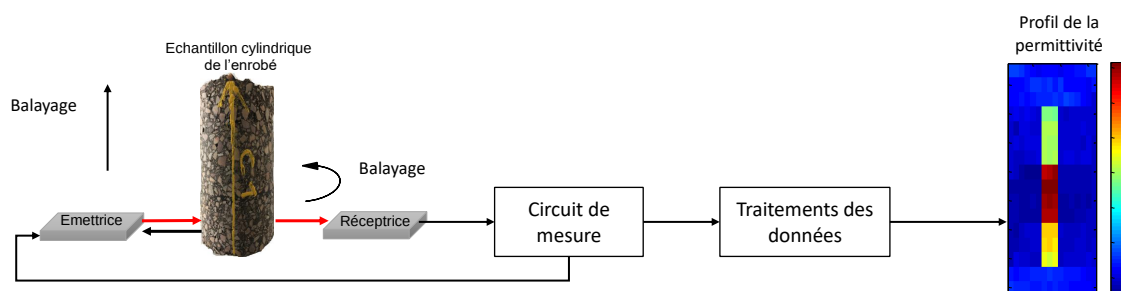 Profil de la
permittivité
Echantillon cylindrique
de l'enrobé
Balayage
Balayage
Emettrice
Réceptrice
Circuit de
mesure
Traitements des
données